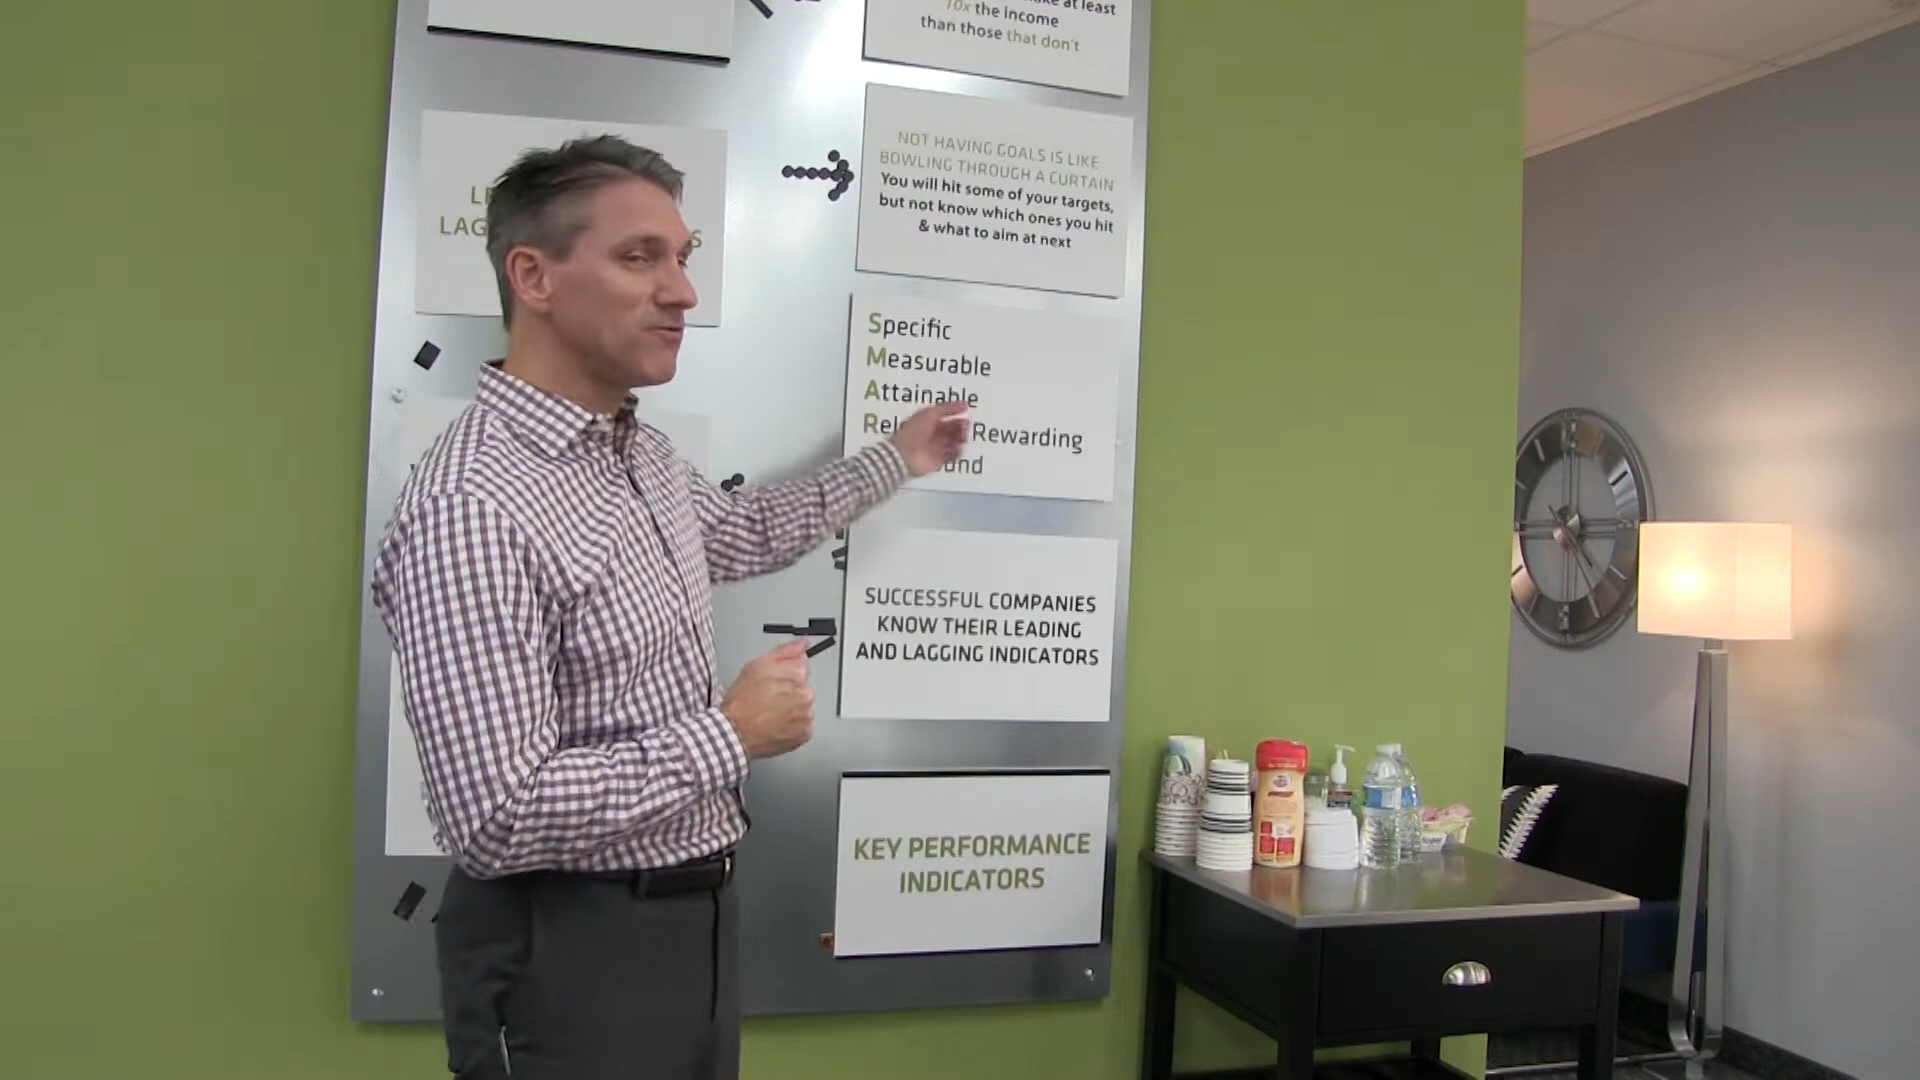 10x the income
than those that don't
NOT HAVING GOALS IS LIKE
BOWLING THROUGH A CURTAIN
You will hit some of your targets,
but not know which ones you hit
& what to aim at next
Specific
Measurable
Attainable
Rewarding
SUCCESSFUL COMPANIES
KNOW THEIR LEADING
AND LAGGING INDICATORS
KEY PERFORMANCE
INDICATORS